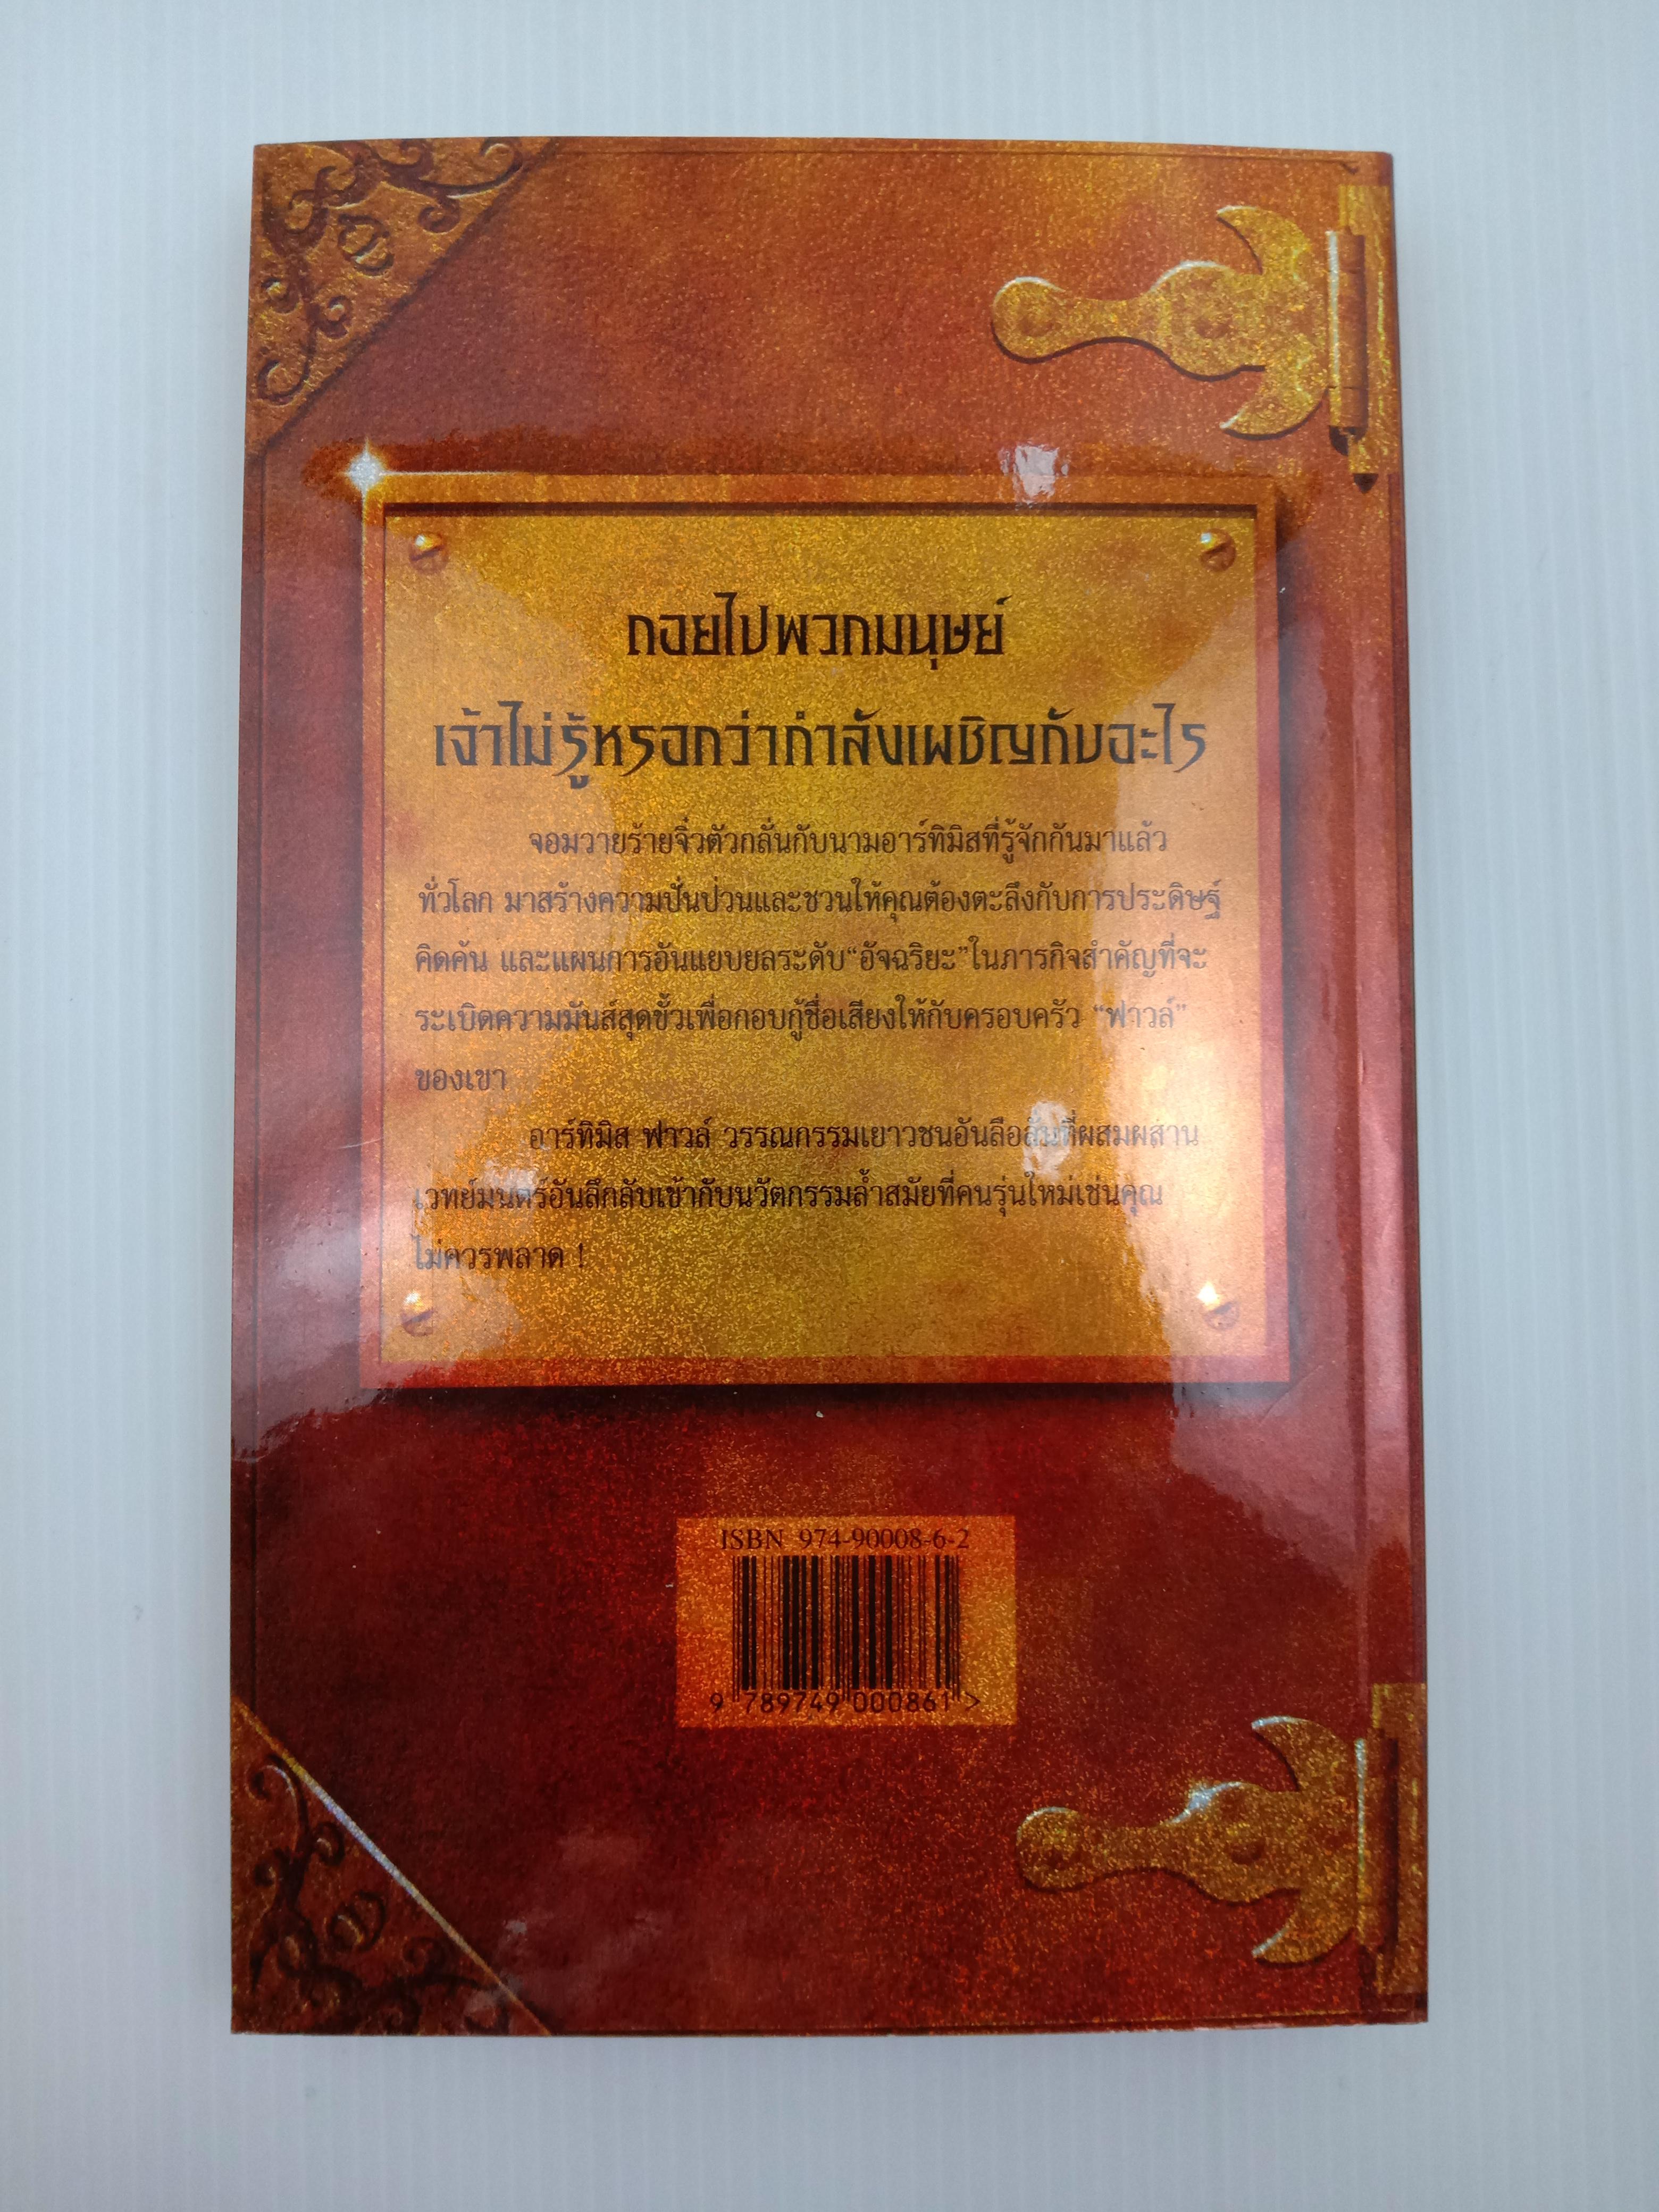 ถอยไปพวกมนุษย์
เจ้าไม่รู้หรอกว่ากำลังเผชิญกับอะไร
จอมวายร้ายจิ๋วตัวกลั่นกับนามอาร์ทิมิสที่รู้จักกันมาแล้ว
ทั่วโลก มาสร้างความปั่นป่วนและชวนให้คุณต้องตะลึงกับการประดิษฐ์
คิดค้น และแผนการอันแยบยลระดับ“อัจฉริยะ”ในภารกิจสำคัญที่จะ
ระเบิดความมันส์สุดขั้วเพื่อกอบกู้ชื่อเสียงให้กับครอบครัว “ฟาวล์”
ของเขา
อาร์ทิมิส ฟาวล์ วรรณกรรมเยาวชนอันลือลั่นที่ผสมผสาน
เวทย์มนตร์อันลึกลับเข้ากับนวัตกรรมล้ำสมัยที่คนรุ่นใหม่เช่นคุณ
ไม่ควรพลาด !
ISBN 974-90008-6-2
9 789749 000861 >